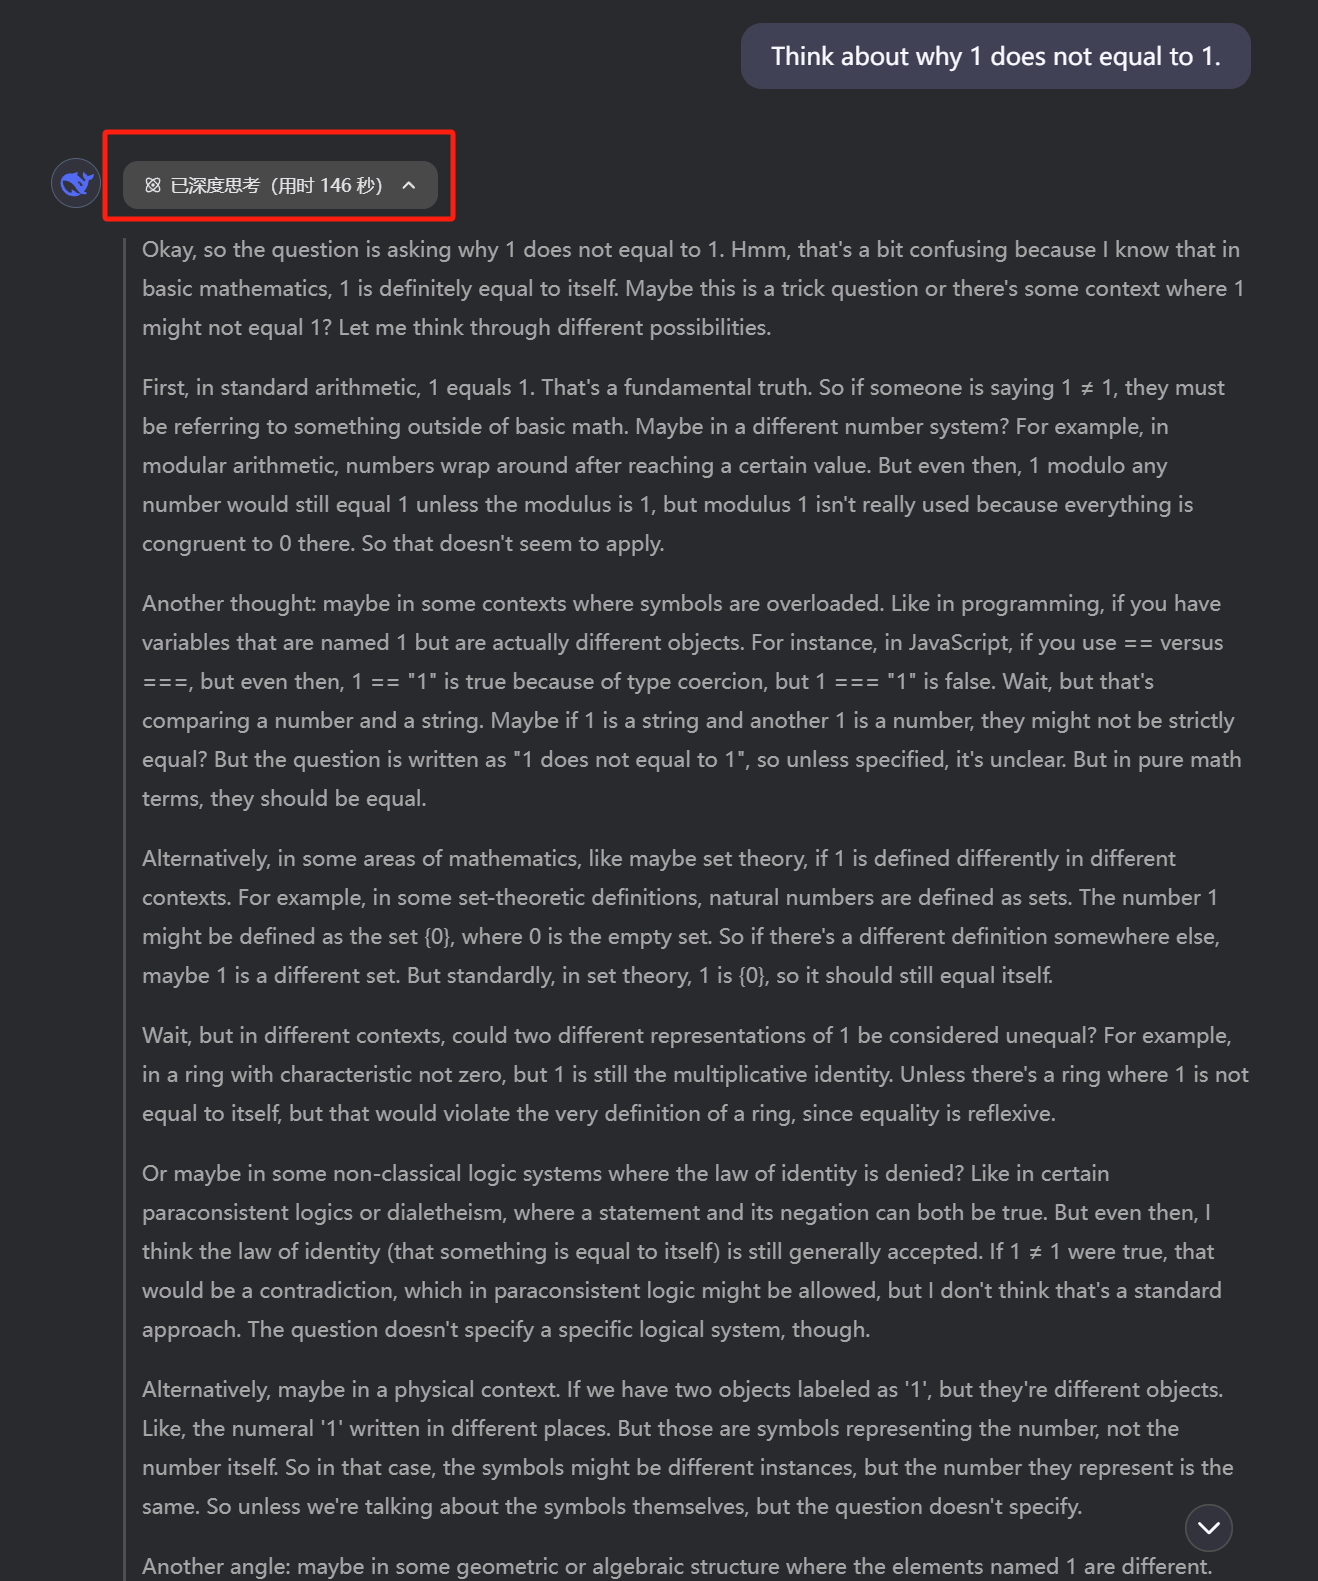 Think about why 1 does not equal to 1.
已深度思考（用时 146 秒）
Okay, so the question is asking why 1 does not equal to 1. Hmm, that's a bit confusing because I know that in
basic mathematics, 1 is definitely equal to itself. Maybe this is a trick question or there's some context where 1
might not equal 1? Let me think through different possibilities.
First, in standard arithmetic, 1 equals 1. That's a fundamental truth. So if someone is saying 1 ≠ 1, they must
be referring to something outside of basic math. Maybe in a different number system? For example, in
modular arithmetic, numbers wrap around after reaching a certain value. But even then, 1 modulo any
number would still equal 1 unless the modulus is 1, but modulus 1 isn't really used because everything is
congruent to 0 there. So that doesn't seem to apply.
Another thought: maybe in some contexts where symbols are overloaded. Like in programming, if you have
variables that are named 1 but are actually different objects. For instance, in JavaScript, if you use == versus
===, but even then, 1 == "1" is true because of type coercion, but 1 === "1" is false. Wait, but that's
comparing a number and a string. Maybe if 1 is a string and another 1 is a number, they might not be strictly
equal? But the question is written as "1 does not equal to 1", so unless specified, it's unclear. But in pure math
terms, they should be equal.
Alternatively, in some areas of mathematics, like maybe set theory, if 1 is defined differently in different
contexts. For example, in some set-theoretic definitions, natural numbers are defined as sets. The number 1
might be defined as the set {0}, where 0 is the empty set. So if there's a different definition somewhere else,
maybe 1 is a different set. But standardly, in set theory, 1 is {0}, so it should still equal itself.
Wait, but in different contexts, could two different representations of 1 be considered unequal? For example,
in a ring with characteristic not zero, but 1 is still the multiplicative identity. Unless there's a ring where 1 is not
equal to itself, but that would violate the very definition of a ring, since equality is reflexive.
Or maybe in some non-classical logic systems where the law of identity is denied? Like in certain
paraconsistent logics or dialetheism, where a statement and its negation can both be true. But even then, I
think the law of identity (that something is equal to itself) is still generally accepted. If 1 ≠ 1 were true, that
would be a contradiction, which in paraconsistent logic might be allowed, but I don't think that's a standard
approach. The question doesn't specify a specific logical system, though.
Alternatively, maybe in a physical context. If we have two objects labeled as '1', but they're different objects.
Like, the numeral '1' written in different places. But those are symbols representing the number, not the
number itself. So in that case, the symbols might be different instances, but the number they represent is the
same. So unless we're talking about the symbols themselves, but the question doesn't specify.
Another angle: maybe in some geometric or algebraic structure where the elements named 1 are different.